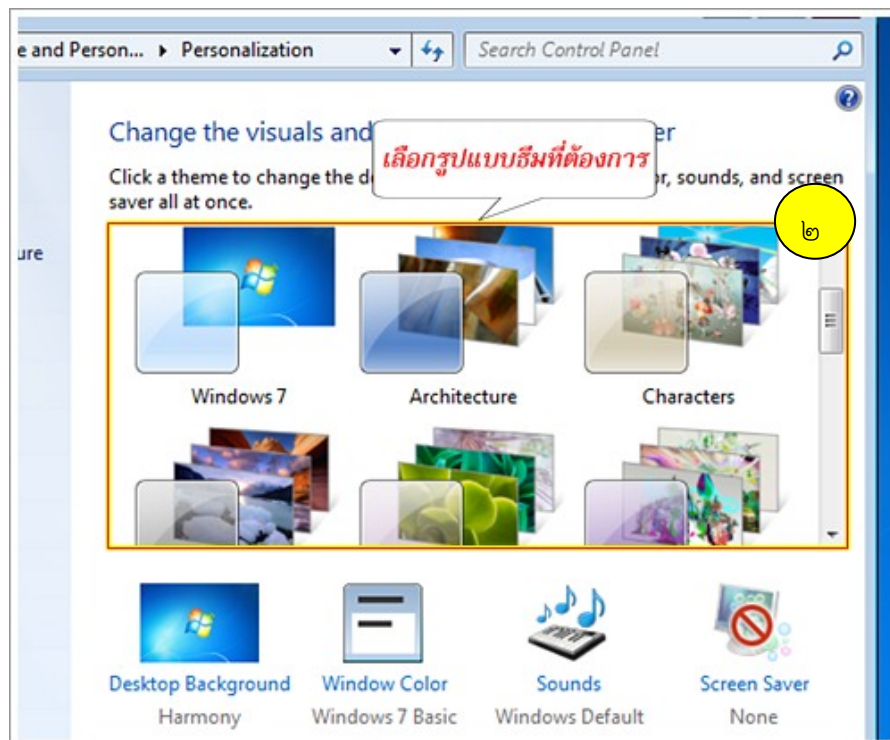 e and Person... ▸ Personalization
Search Control Panel
Change the visuals and
er
เลือกรูปแบบธีมที่ต้องการ
Click a theme to change the d
or, sounds, and screen
saver all at once.
๒
ure
Windows 7
Architecture
Characters
Desktop Background
Window Color
Sounds
Screen Saver
Harmony
Windows 7 Basic
Windows Default
None